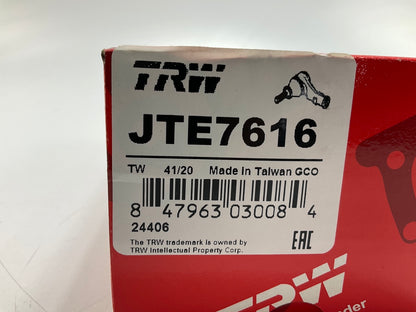 TRW
JTE7616
TW 41/20 Made In Taiwan GCO
8 47963 03008 4
24406
The TRW trademark is owned by
TRW Intellectual Property Corp.
EAC
TRW